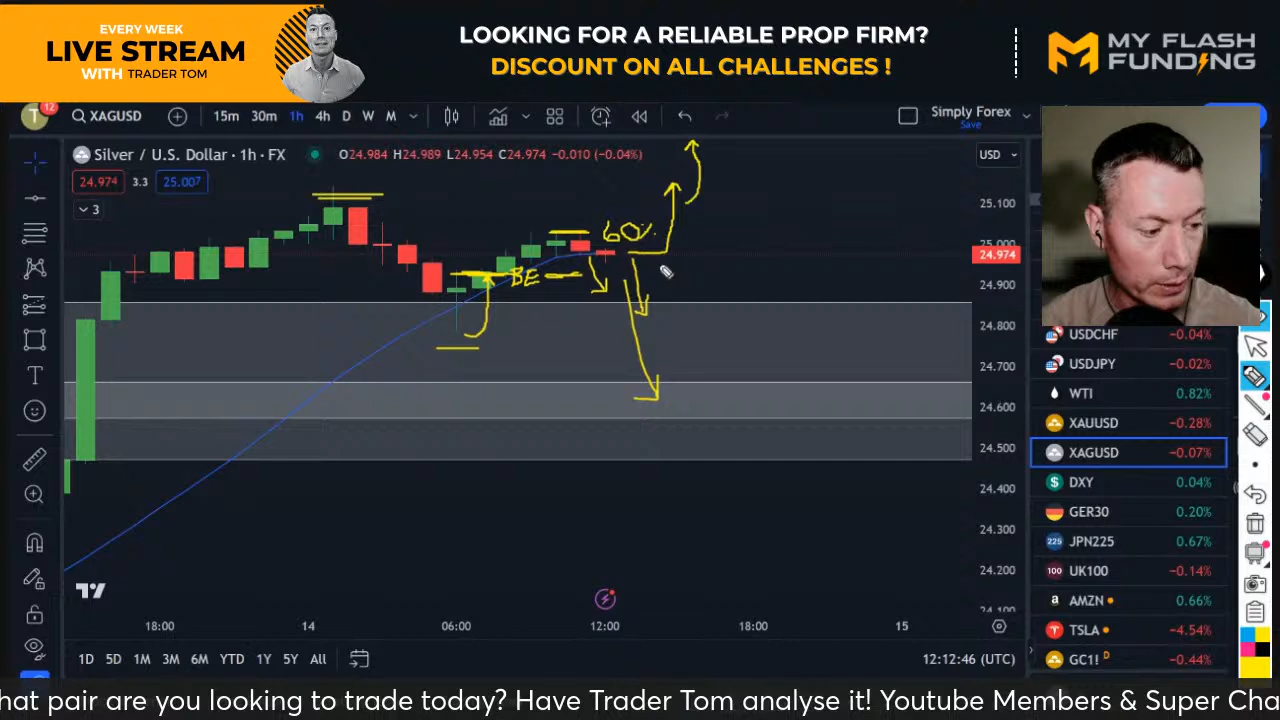 EVERY WEEK
LIVE STREAM
WITH TRADER TOM
LOOKING FOR A RELIABLE PROP FIRM?
DISCOUNT ON ALL CHALLENGES !
MY FLASH
FUNDING
T
12
XAGUSD
15m
30m
1h
4h
D
W
M
Simply Forex
Save
Silver / U.S. Dollar · 1h · FX
O24.984 H24.989 L24.954 C24.974 −0.010 (−0.04%)
USD
24.974
3.3
25.007
3
60%
BE
25.100
25.000
24.974
24.900
24.800
24.700
24.600
24.500
24.400
24.300
24.200
24.100
USDCHF −0.04%
USDJPY −0.02%
WTI 0.82%
XAUUSD −0.28%
XAGUSD −0.07%
DXY 0.04%
GER30 0.20%
225 JPN225 0.67%
100 UK100 −0.14%
AMZN 0.66%
TSLA −4.54%
GC1! D −0.44%
18:00
14
06:00
12:00
18:00
15
1D 5D 1M 3M 6M YTD 1Y 5Y All
12:12:46 (UTC)
hat pair are you looking to trade today? Have Trader Tom analyse it! Youtube Members & Super Cha